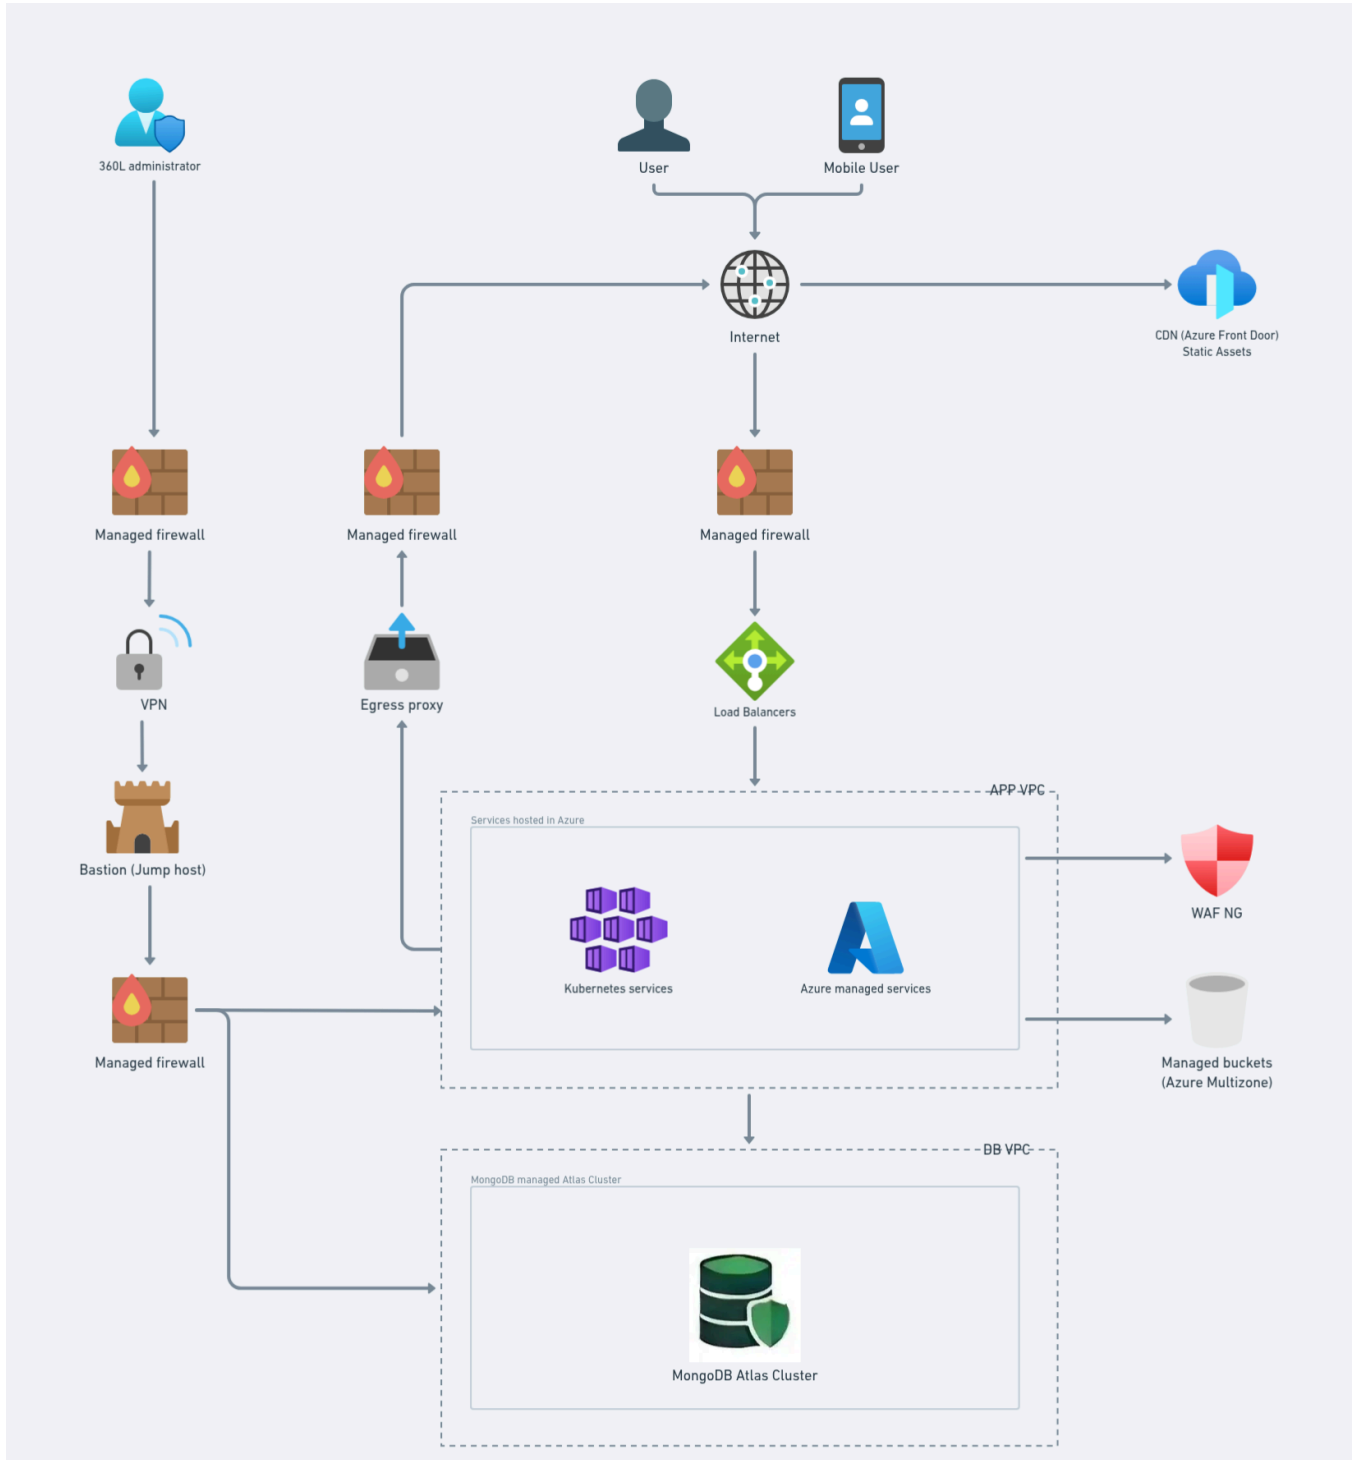 360L administrator
User
Mobile User
Internet
CDN (Azure Front Door)
Static Assets
Managed firewall
Managed firewall
Managed firewall
VPN
Egress proxy
Load Balancers
Bastion (Jump host)
APP VPC
Services hosted in Azure
Kubernetes services
Azure managed services
WAF NG
Managed firewall
Managed buckets
(Azure Multizone)
DB VPC
MongoDB managed Atlas Cluster
MongoDB Atlas Cluster